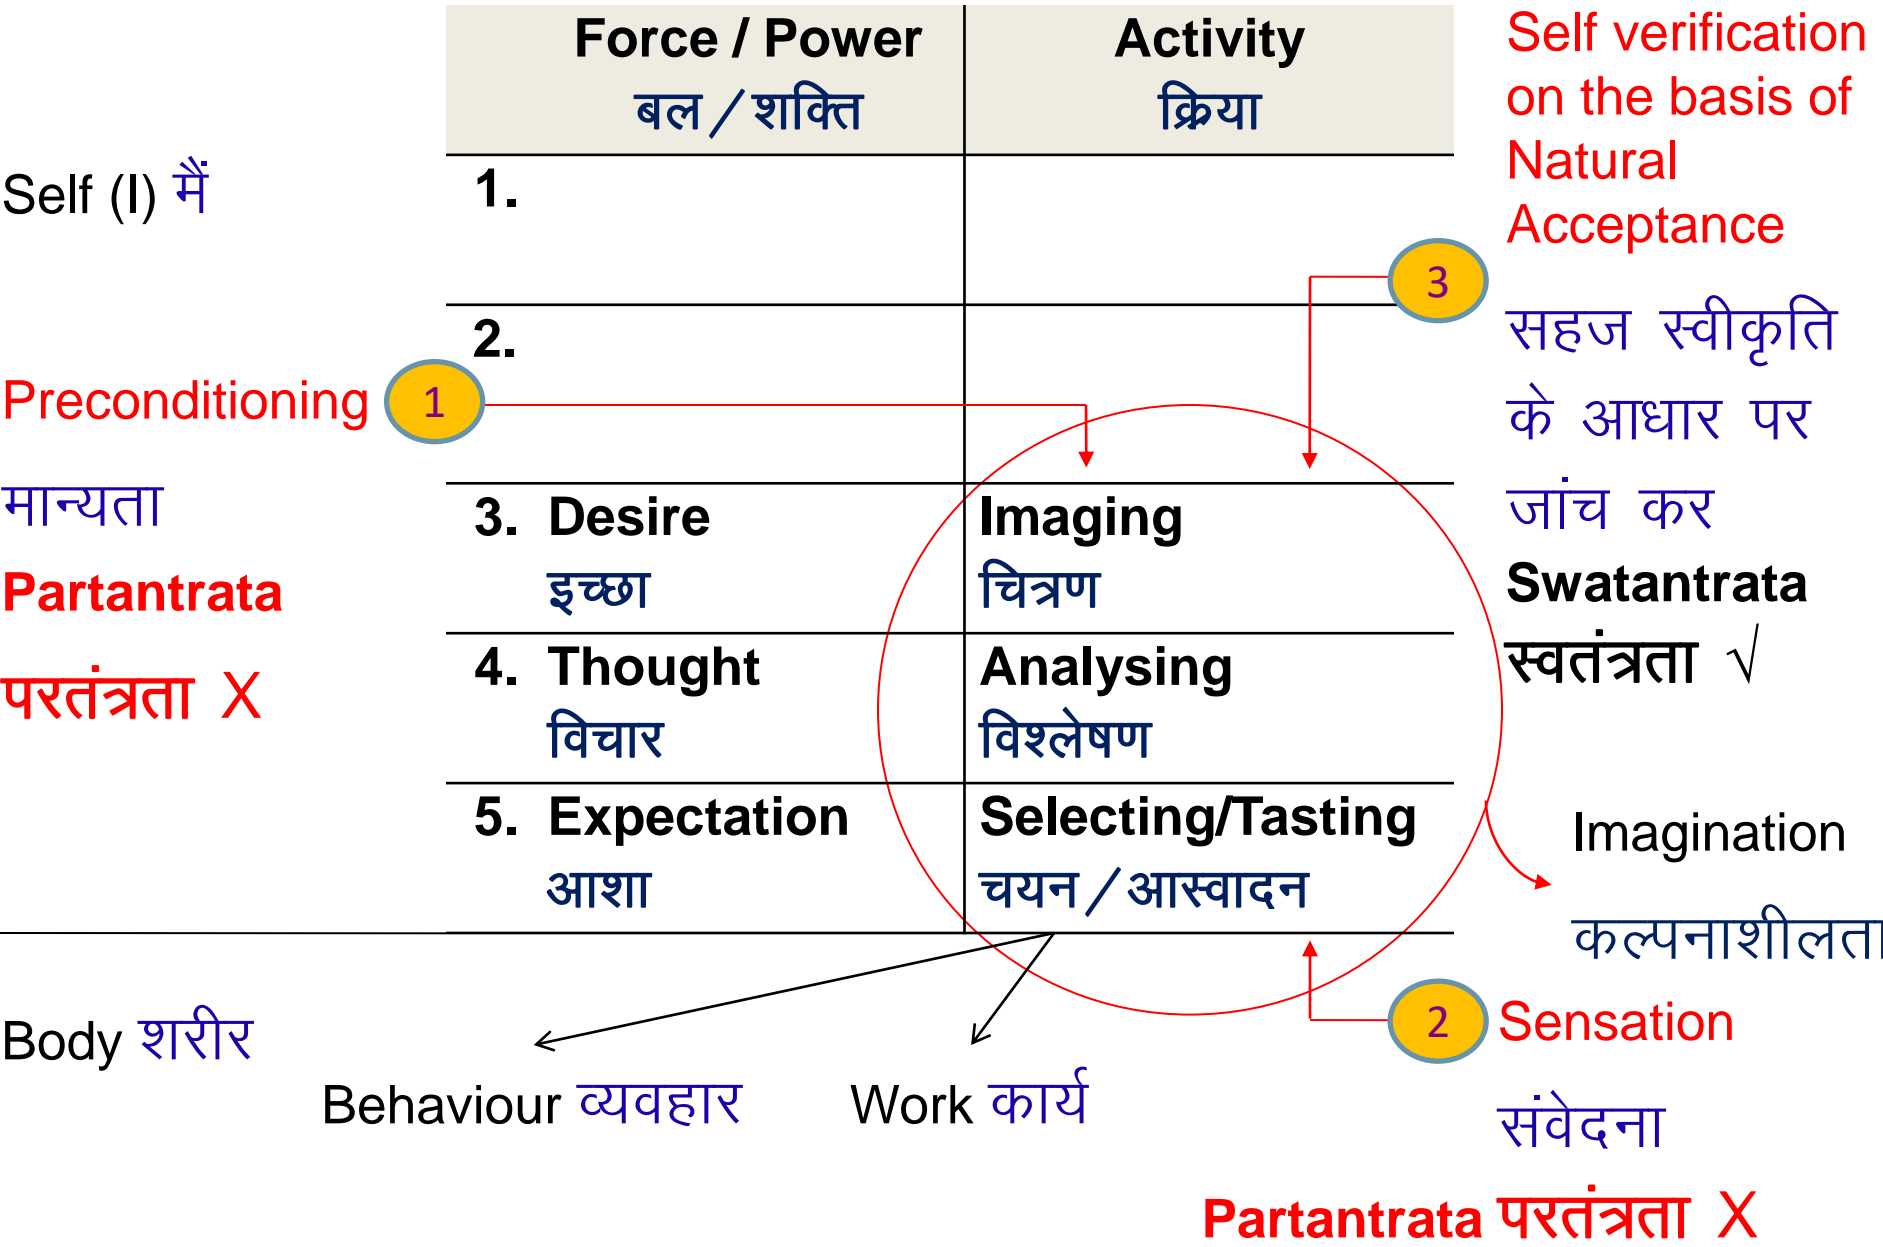 Force / Power
बल / शक्ति
Activity
क्रिया
Self (I) मैं
1.
2.
Preconditioning
1
मान्यता
Partantrata
परतंत्रता X
3. Desire
इच्छा
Imaging
चित्रण
4. Thought
विचार
Analysing
विश्लेषण
5. Expectation
आशा
Selecting/Tasting
चयन / आस्वादन
Self verification
on the basis of
Natural
Acceptance
3
सहज स्वीकृति
के आधार पर
जांच कर
Swatantrata
स्वतंत्रता √
Imagination
कल्पनाशीलता
Body शरीर
Behaviour व्यवहार
Work कार्य
2
Sensation
संवेदना
Partantrata परतंत्रता X